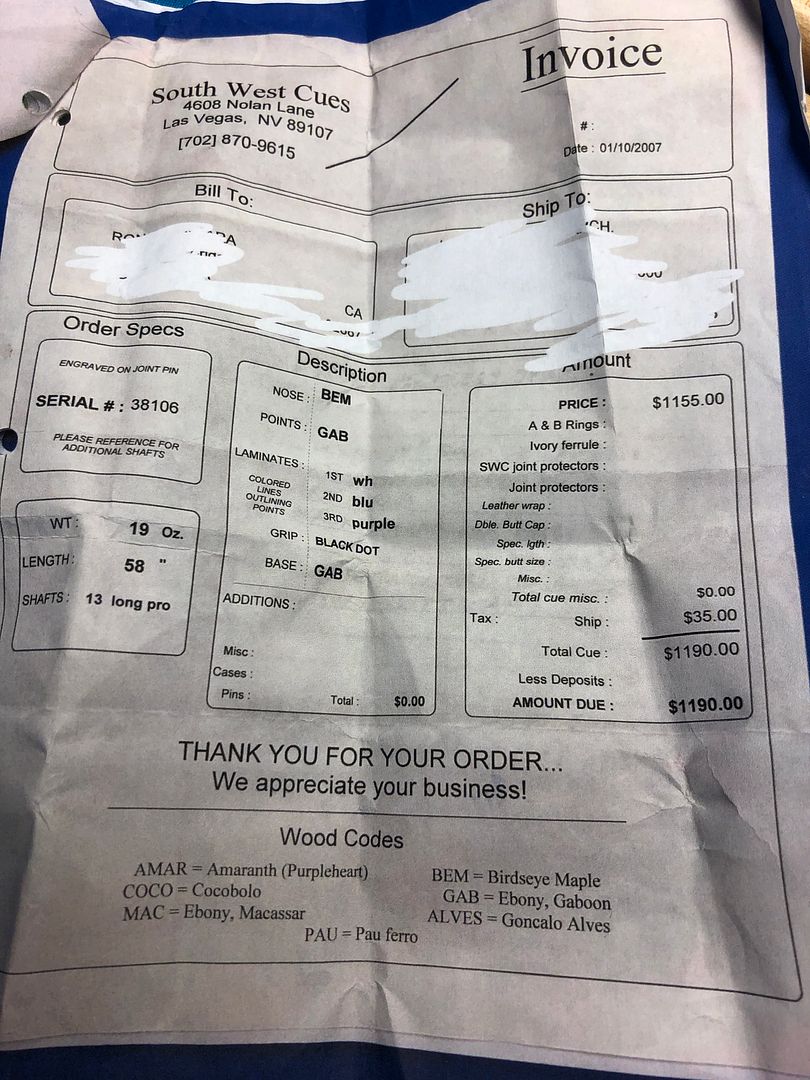 South West Cues
4608 Nolan Lane
Las Vegas, NV 89107
[702] 870-9615
Invoice
# :
Date : 01/10/2007
Bill To:
CA
Ship To:
CH.
Order Specs
ENGRAVED ON JOINT PIN
SERIAL # : 38106
PLEASE REFERENCE FOR
ADDITIONAL SHAFTS
WT : 19 Oz.
LENGTH : 58 "
SHAFTS : 13 long pro
Description
NOSE : BEM
POINTS : GAB
LAMINATES :
COLORED
LINES
OUTLINING
POINTS
1ST wh
2ND blu
3RD purple
GRIP : BLACK DOT
BASE : GAB
ADDITIONS :
Misc :
Cases :
Pins :
Total : $0.00
Amount
PRICE : $1155.00
A & B Rings :
Ivory ferrule :
SWC joint protectors :
Joint protectors :
Leather wrap :
Dble. Butt Cap :
Spec. lgth :
Spec. butt size :
Misc. :
Total cue misc. : $0.00
Tax : Ship : $35.00
Total Cue : $1190.00
Less Deposits :
AMOUNT DUE : $1190.00
THANK YOU FOR YOUR ORDER...
We appreciate your business!
Wood Codes
AMAR = Amaranth (Purpleheart)
COCO = Cocobolo
MAC = Ebony, Macassar
BEM = Birdseye Maple
GAB = Ebony, Gaboon
ALVES = Goncalo Alves
PAU = Pau ferro